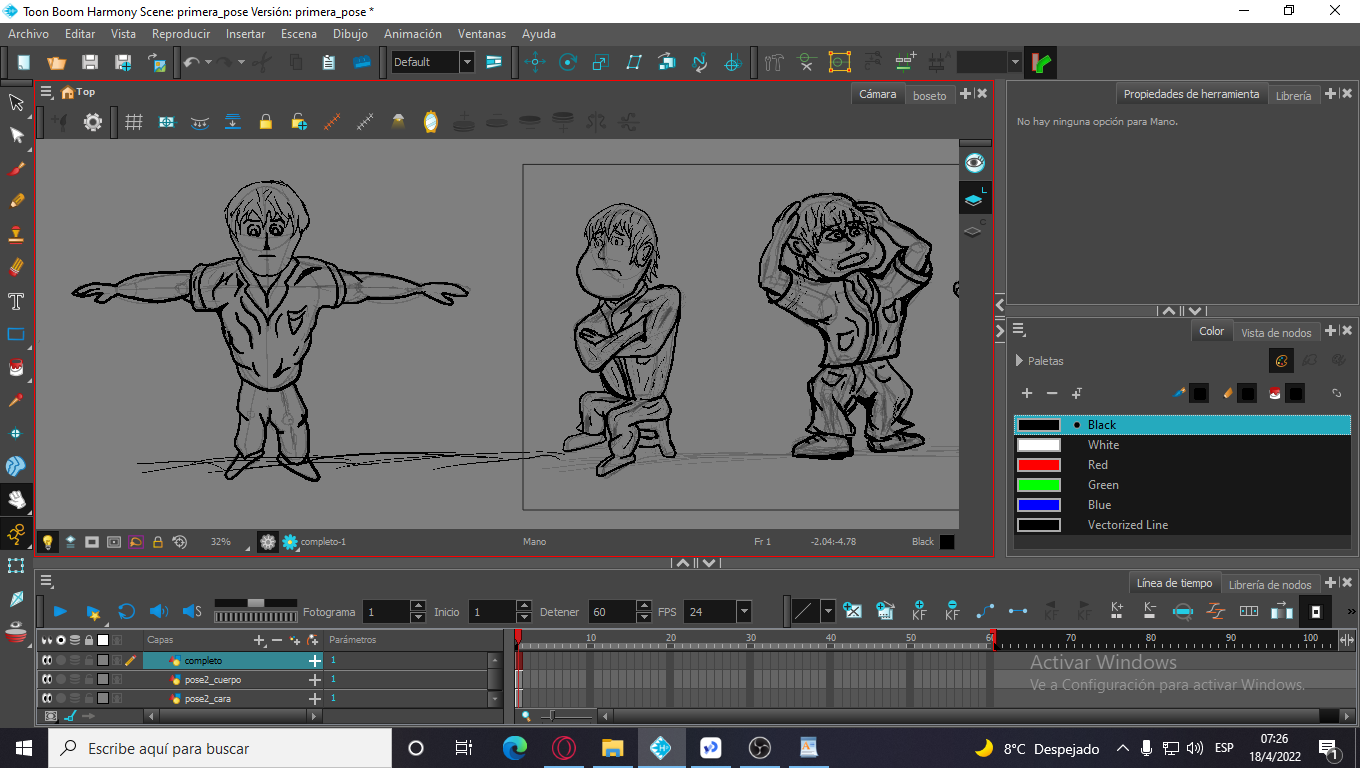 Toon Boom Harmony Scene: primera_pose Versión: primera_pose *
Archivo Editar Vista Reproducir Insertar Escena Dibujo Animación Ventanas Ayuda
Default
Top
Cámara boseto
Propiedades de herramienta Librería
No hay ninguna opción para Mano.
Color Vista de nodos
Paletas
Black
White
Red
Green
Blue
Vectorized Line
32% completo-1 Mano Fr 1 -2.04:-4.78 Black
Línea de tiempo Librería de nodos
Fotograma 1 Inicio 1 Detener 60 FPS 24
KF KF KF KF K+ K-
Capas Parámetros
10 20 30 40 50 60 70 80 90 100
completo 1
pose2_cuerpo 1
pose2_cara 1
Activar Windows
Ve a Configuración para activar Windows.
Escribe aquí para buscar
8°C Despejado
ESP
07:26
18/4/2022
1